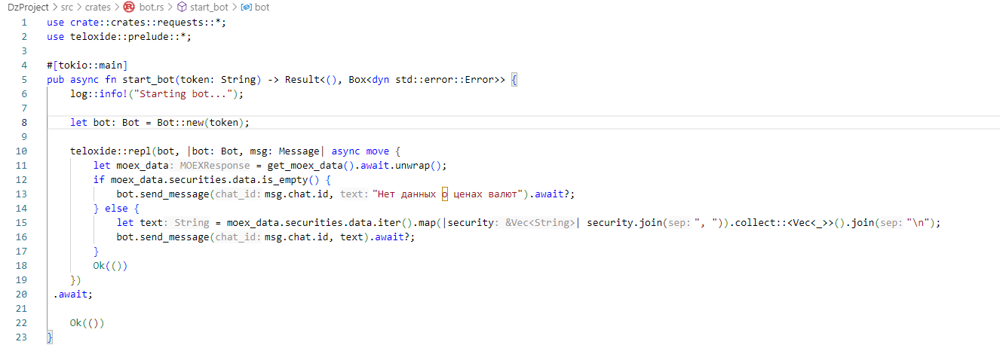 DzProject > src > crates > bot.rs > start_bot > bot
1 use crate::crates::requests::*;
2 use teloxide::prelude::*;
3
4 #[tokio::main]
5 pub async fn start_bot(token: String) -> Result<(), Box<dyn std::error::Error>> {
6     log::info!("Starting bot...");
7
8     let bot: Bot = Bot::new(token);
9
10     teloxide::repl(bot, |bot: Bot, msg: Message| async move {
11         let moex_data: MOEXResponse = get_moex_data().await.unwrap();
12         if moex_data.securities.data.is_empty() {
13             bot.send_message(chat_id: msg.chat.id, text: "Нет данных о ценах валют").await?;
14         } else {
15             let text: String = moex_data.securities.data.iter().map(|security: &Vec<String>| security.join(sep: ", ")).collect::<Vec<_>>().join(sep: "\n");
16             bot.send_message(chat_id: msg.chat.id, text).await?;
17         }
18         Ok(())
19     })
20  .await;
21
22     Ok(())
23 }